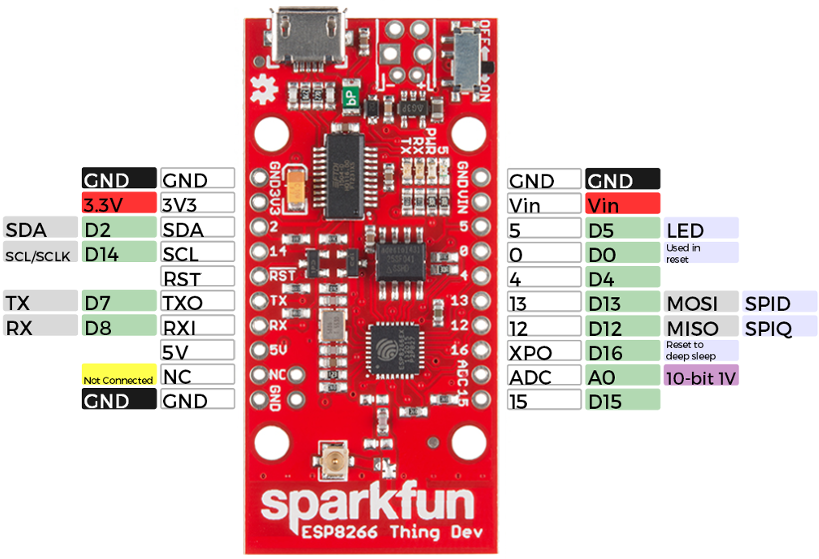 OFF
ON
PWR
RX
TX
5
GND GND
3.3V 3V3
SDA D2 SDA
SCL/SCLK D14 SCL
RST
TX D7 TXO
RX D8 RXI
5V
Not Connected NC
GND GND
GND
3V3
2
14
RST
TX
RX
5V
NC
GND
GND
VIN
5
0
4
13
12
16
ADC
15
GND GND
Vin Vin
5 D5 LED
0 D0 Used in
reset
4 D4
13 D13 MOSI SPID
12 D12 MISO SPIQ
XPO D16 Reset to
deep sleep
ADC A0 10-bit 1V
15 D15
sparkfun
ESP8266 Thing Dev